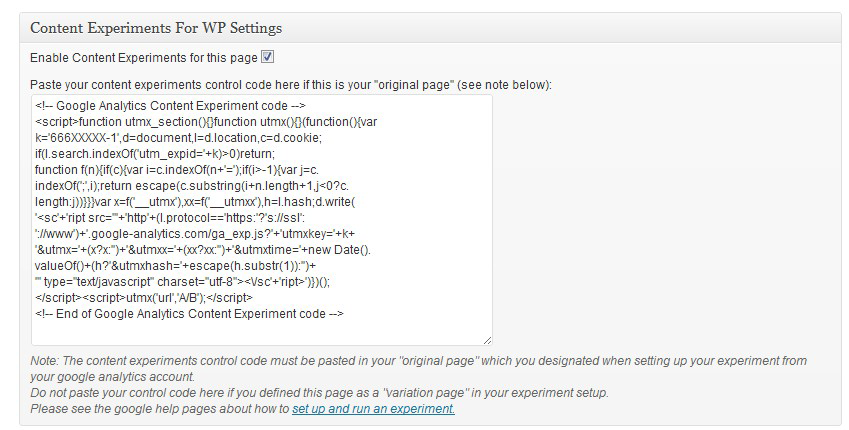 Content Experiments For WP Settings
Enable Content Experiments for this page
Paste your content experiments control code here if this is your "original page" (see note below):
<!-- Google Analytics Content Experiment code -->
<script>function utmx_section(){}function utmx(){}(function(){var
k='666XXXXX-1',d=document,l=d.location,c=d.cookie;
if(l.search.indexOf('utm_expid='+k)>0)return;
function f(n){if(c){var i=c.indexOf(n+'=');if(i>-1){var j=c.
indexOf(';',i);return escape(c.substring(i+n.length+1,j<0?c.
length:j))}}}var x=f('__utmx'),xx=f('__utmxx'),h=l.hash;d.write(
'<sc'+'ript src="'+'http'+(l.protocol=='https:'?'s://ssl':
'://www')+'.google-analytics.com/ga_exp.js?'+'utmxkey='+k+
'&utmx='+(x?x:'')+'&utmxx='+(xx?xx:'')+'&utmxtime='+new Date().
valueOf()+(h?'&utmxhash='+escape(h.substr(1)):'')+
'" type="text/javascript" charset="utf-8"><\/sc'+'ript>')})();
</script><script>utmx('url','A/B');</script>
<!-- End of Google Analytics Content Experiment code -->
Note: The content experiments control code must be pasted in your "original page" which you designated when setting up your experiment from
your google analytics account.
Do not paste your control code here if you defined this page as a "variation page" in your experiment setup.
Please see the google help pages about how to set up and run an experiment.